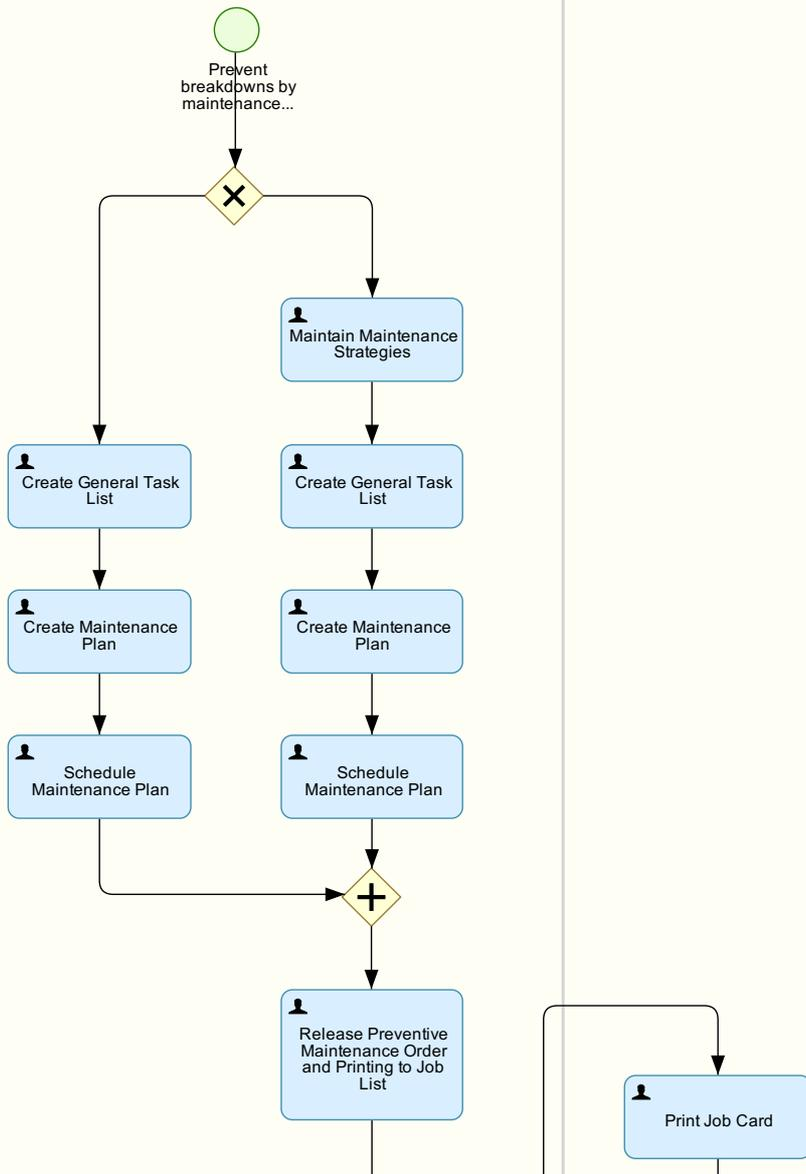 Prevent
breakdowns by
maintenance...
Maintain Maintenance
Strategies
Create General Task
List
Create General Task
List
Create Maintenance
Plan
Create Maintenance
Plan
Schedule
Maintenance Plan
Schedule
Maintenance Plan
Release Preventive
Maintenance Order
and Printing to Job
List
Print Job Card